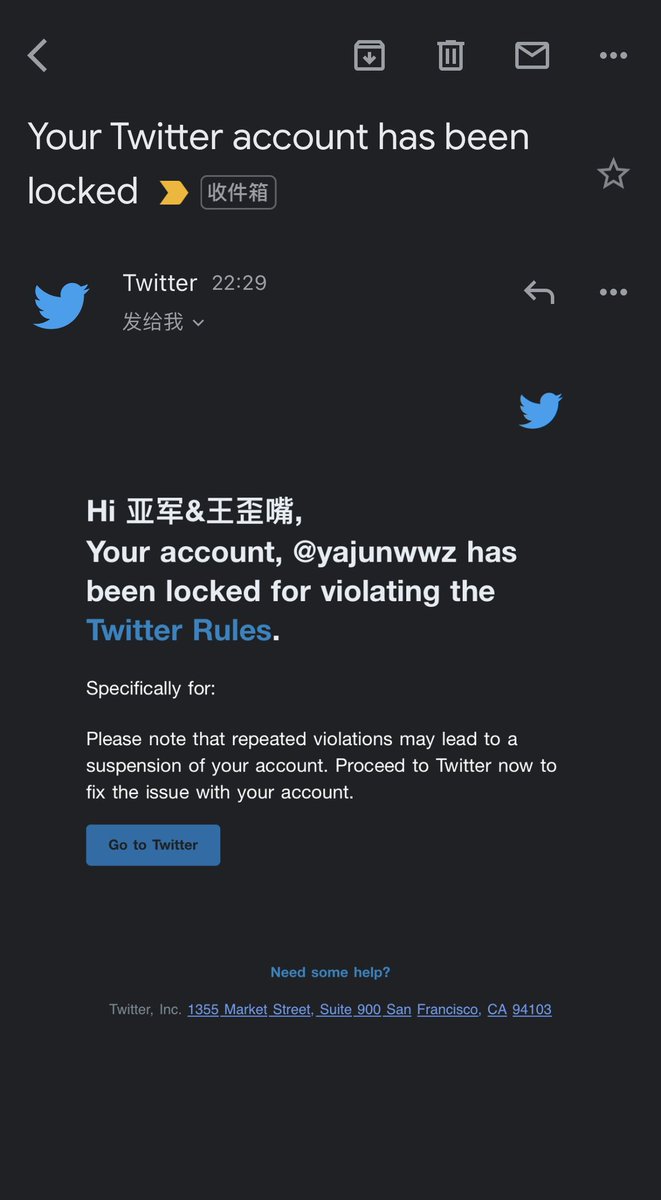 Your Twitter account has been
locked 收件箱
Twitter 22:29
发给我
Hi 亚军&王歪嘴,
Your account, @yajunwwz has
been locked for violating the
Twitter Rules.
Specifically for:
Please note that repeated violations may lead to a
suspension of your account. Proceed to Twitter now to
fix the issue with your account.
Go to Twitter
Need some help?
Twitter, Inc. 1355 Market Street, Suite 900 San Francisco, CA 94103